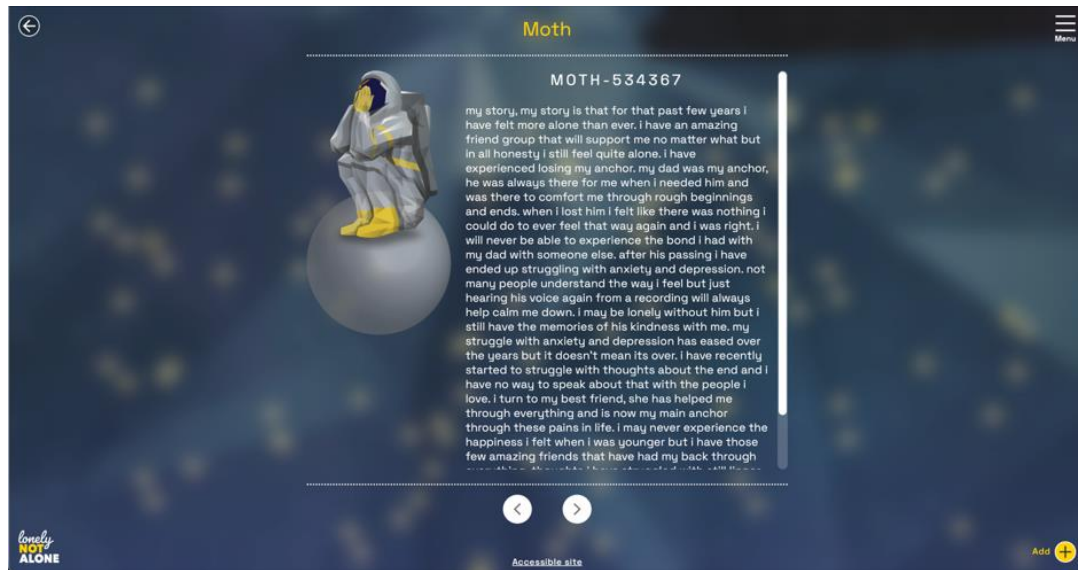 Moth
Menu
MOTH-534367
my story, my story is that for that past few years i
have felt more alone than ever. i have an amazing
friend group that will support me no matter what but
in all honesty i still feel quite alone. i have
experienced losing my anchor. my dad was my anchor,
he was always there for me when i needed him and
was there to comfort me through rough beginnings
and ends. when i lost him i felt like there was nothing i
could do to ever feel that way again and i was right. i
will never be able to experience the bond i had with
my dad with someone else. after his passing i have
ended up struggling with anxiety and depression. not
many people understand the way i feel but just
hearing his voice again from a recording will always
help calm me down. i may be lonely without him but i
still have the memories of his kindness with me. my
struggle with anxiety and depression has eased over
the years but it doesn't mean its over. i have recently
started to struggle with thoughts about the end and i
have no way to speak about that with the people i
love. i turn to my best friend, she has helped me
through everything and is now my main anchor
through these pains in life. i may never experience the
happiness i felt when i was younger but i have those
few amazing friends that have had my back through
lonely
NOT
ALONE
Add
Accessible site